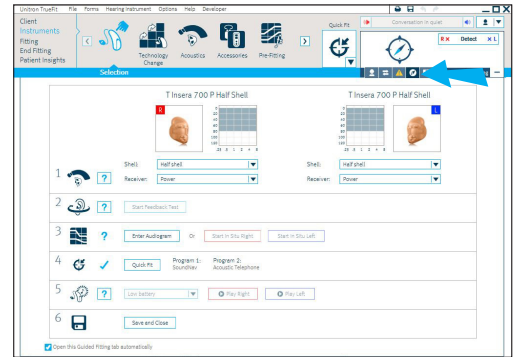 Unitron TrueFit File Forms Hearing Instrument Options Help Developer
Client
Instruments
Fitting
End Fitting
Patient Insights
Technology Change
Acoustics
Accessories
Pre-Fitting
Quick Fit
Conversation in quiet
R X Detect X L
Selection
T Insera 700 P Half Shell
T Insera 700 P Half Shell
R
L
Shell: Half shell
Shell: Half shell
Receiver: Power
Receiver: Power
1 ?
2 ? Start Feedback Test
3 ? Enter Audiogram Or Start in Situ Right Start in Situ Left
4 Quick Fit Program 1: Program 2:
SoundNav Acoustic Telephone
5 ? Low battery Play Right Play Left
6 Save and Close
Open this Guided Fitting tab automatically